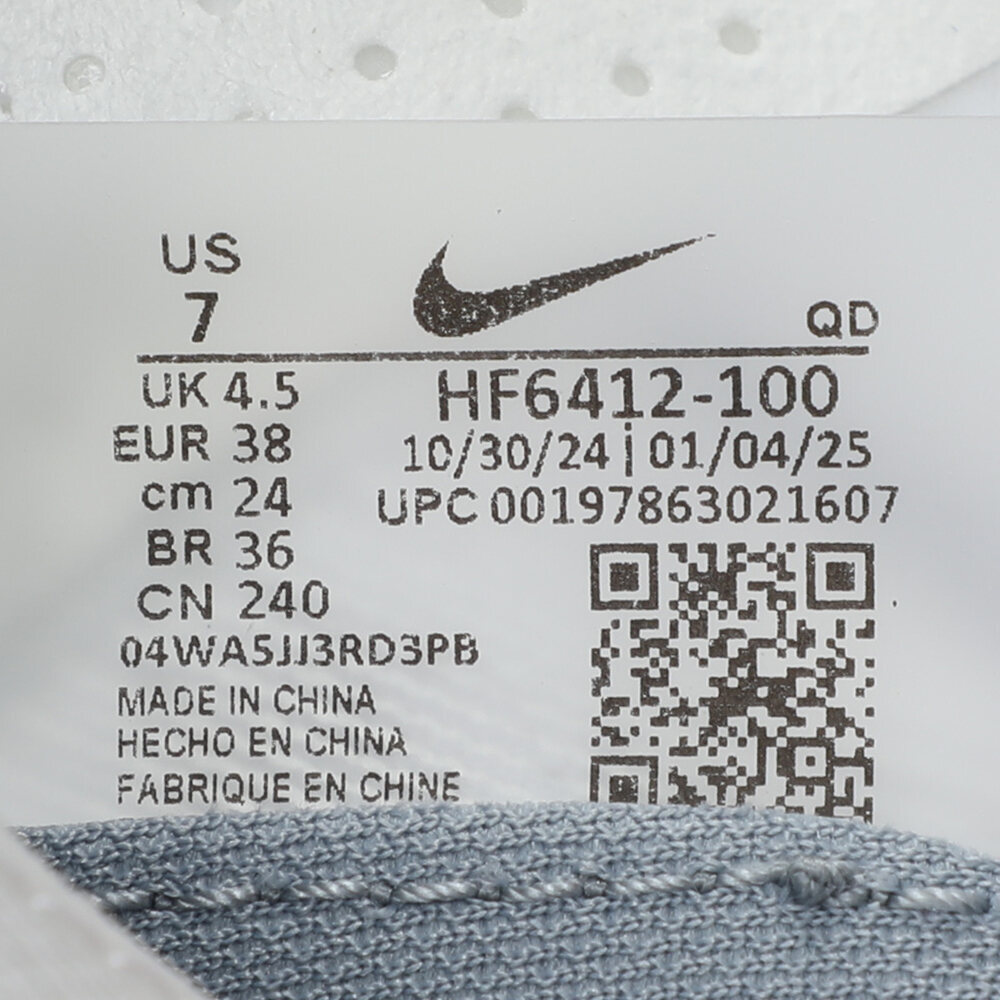 US
7
QD
UK 4.5
EUR 38
cm 24
BR 36
CN 240
HF6412-100
10/30/24 | 01/04/25
UPC 00197863021607
04WA5JJ3RD3PB
MADE IN CHINA
HECHO EN CHINA
FABRIQUE EN CHINE